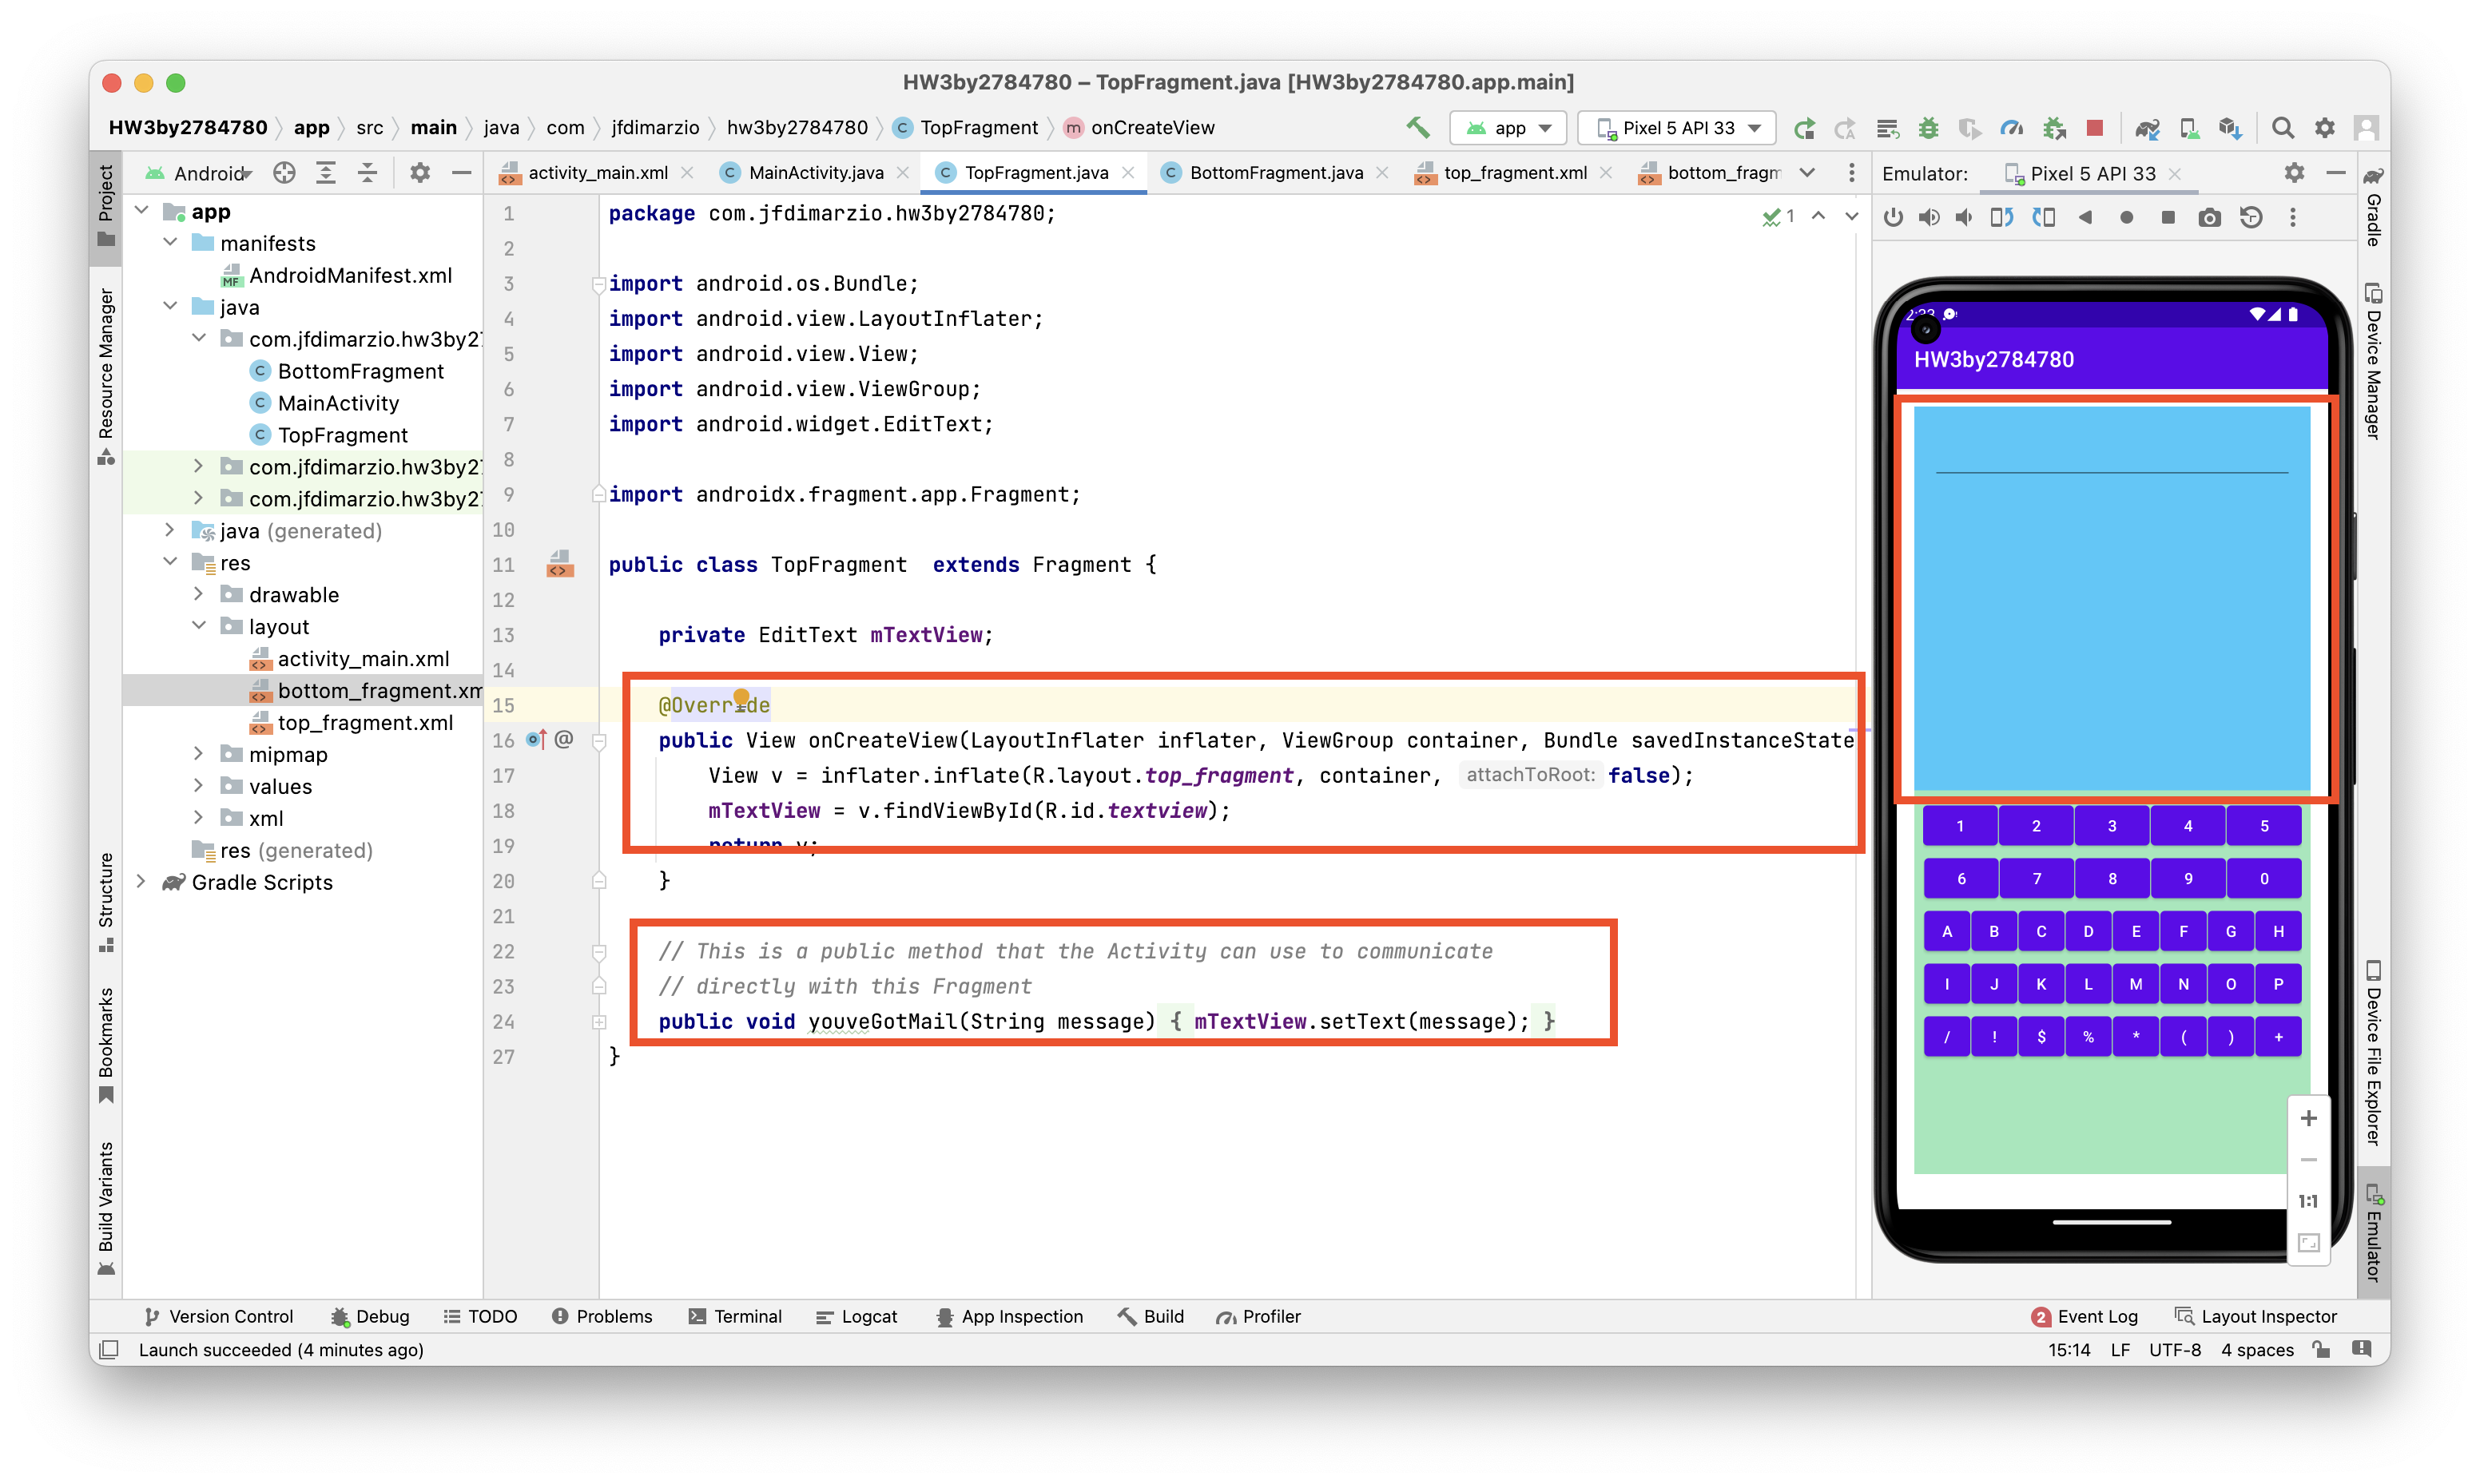 HW3by2784780 – TopFragment.java [HW3by2784780.app.main]
HW3by2784780 app src main java com jfdimarzio hw3by2784780 TopFragment onCreateView
app Pixel 5 API 33
Project
Resource Manager
Structure
Bookmarks
Build Variants
Android
app
manifests
AndroidManifest.xml
java
com.jfdimarzio.hw3by2
BottomFragment
MainActivity
TopFragment
com.jfdimarzio.hw3by2
com.jfdimarzio.hw3by2
java (generated)
res
drawable
layout
activity_main.xml
bottom_fragment.xm
top_fragment.xml
mipmap
values
xml
res (generated)
Gradle Scripts
activity_main.xml MainActivity.java TopFragment.java BottomFragment.java top_fragment.xml bottom_fragm
1
1 package com.jfdimarzio.hw3by2784780;
2
3 import android.os.Bundle;
4 import android.view.LayoutInflater;
5 import android.view.View;
6 import android.view.ViewGroup;
7 import android.widget.EditText;
8
9 import androidx.fragment.app.Fragment;
10
11 public class TopFragment  extends Fragment {
12
13 private EditText mTextView;
14
15 @Override
16 @ public View onCreateView(LayoutInflater inflater, ViewGroup container, Bundle savedInstanceState
17 View v = inflater.inflate(R.layout.top_fragment, container, attachToRoot: false);
18 mTextView = v.findViewById(R.id.textview);
19 return v;
20 }
21
22 // This is a public method that the Activity can use to communicate
23 // directly with this Fragment
24 public void youveGotMail(String message) { mTextView.setText(message); }
27 }
Emulator: Pixel 5 API 33
HW3by2784780
1 2 3 4 5
6 7 8 9 0
A B C D E F G H
I J K L M N O P
/ ! $ % * ( ) +
+
−
1:1
Gradle
Device Manager
Device File Explorer
Emulator
Version Control Debug TODO Problems Terminal Logcat App Inspection Build Profiler 2 Event Log Layout Inspector
Launch succeeded (4 minutes ago) 15:14 LF UTF-8 4 spaces